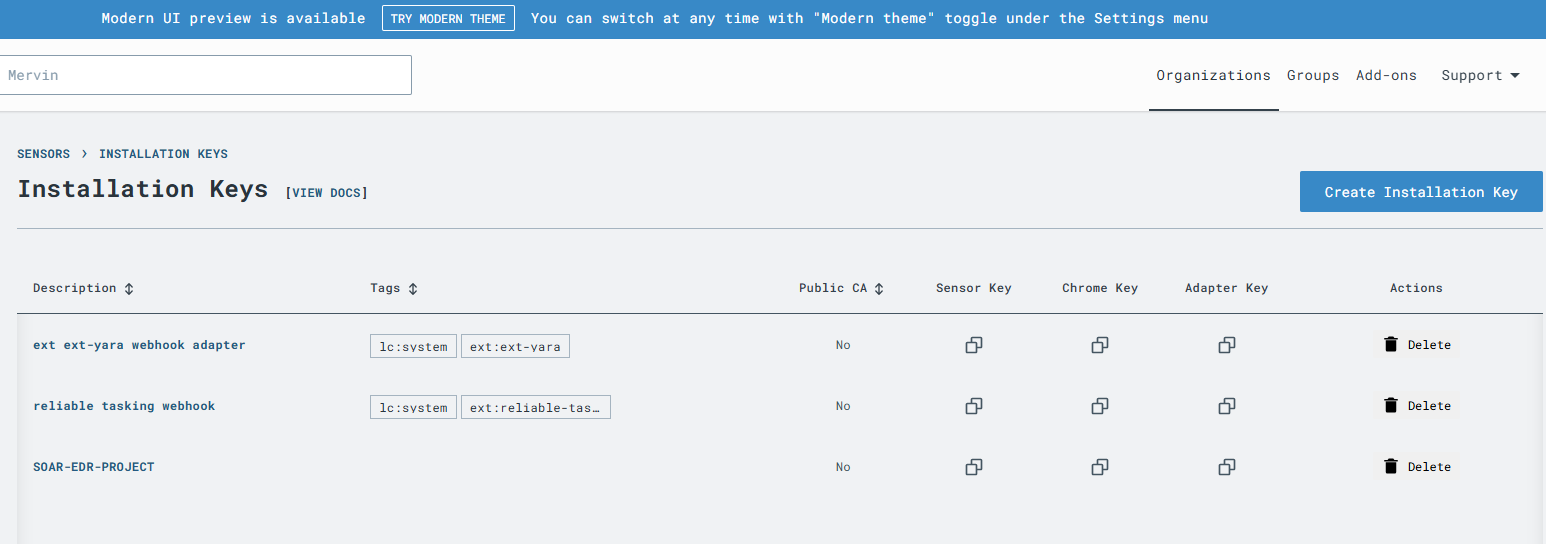 Modern UI preview is available TRY MODERN THEME You can switch at any time with "Modern theme" toggle under the Settings menu
Mervin Organizations Groups Add-ons Support
SENSORS > INSTALLATION KEYS
Installation Keys [VIEW DOCS] Create Installation Key
Description Tags Public CA Sensor Key Chrome Key Adapter Key Actions
ext ext-yara webhook adapter lc:system ext:ext-yara No Delete
reliable tasking webhook lc:system ext:reliable-tas… No Delete
SOAR-EDR-PROJECT No Delete